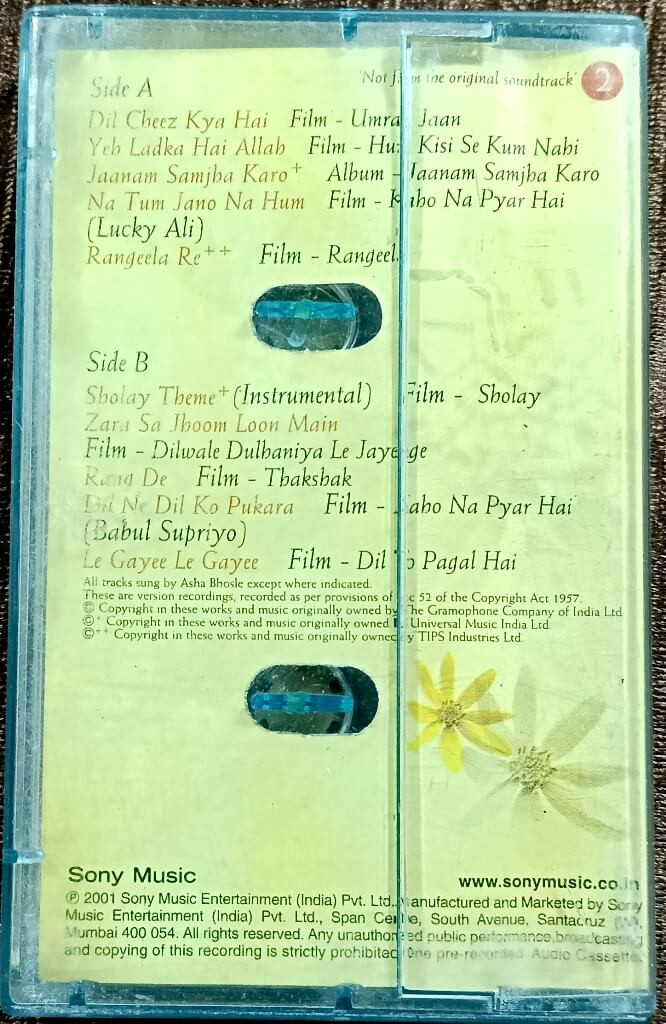 'Not from the original soundtrack' 2
Side A
Dil Cheez Kya Hai Film - Umrao Jaan
Yeh Ladka Hai Allah Film - Hum Kisi Se Kum Nahi
Jaanam Samjha Karo+ Album - Jaanam Samjha Karo
Na Tum Jano Na Hum Film - Kaho Na Pyar Hai
(Lucky Ali)
Rangeela Re++ Film - Rangeela
Side B
Sholay Theme+ (Instrumental) Film - Sholay
Zara Sa Jhoom Loon Main
Film - Dilwale Dulhaniya Le Jayenge
Rang De Film - Thakshak
Dil Ne Dil Ko Pukara Film - Kaho Na Pyar Hai
(Babul Supriyo)
Le Gayee Le Gayee Film - Dil To Pagal Hai
All tracks sung by Asha Bhosle except where indicated.
These are version recordings, recorded as per provisions of Sec 52 of the Copyright Act 1957.
© Copyright in these works and music originally owned by The Gramophone Company of India Ltd
©+ Copyright in these works and music originally owned by Universal Music India Ltd.
©++ Copyright in these works and music originally owned by TIPS Industries Ltd.
Sony Music www.sonymusic.co.in
℗ 2001 Sony Music Entertainment (India) Pvt. Ltd. Manufactured and Marketed by Sony
Music Entertainment (India) Pvt. Ltd., Span Centre, South Avenue, Santacruz (W),
Mumbai 400 054. All rights reserved. Any unauthorized public performance, broadcasting
and copying of this recording is strictly prohibited. One pre-recorded Audio Cassette.